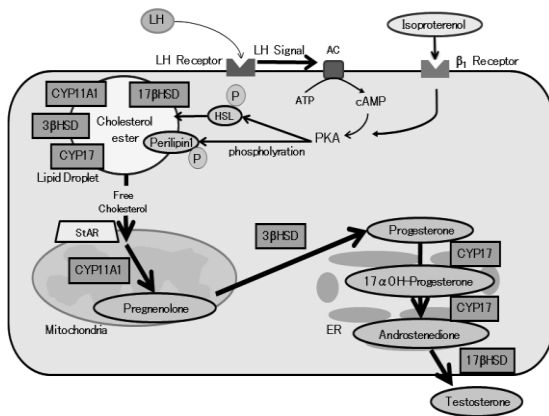 LH
Isoproterenol
LH Signal
AC
LH Receptor
β1 Receptor
ATP
cAMP
PKA
CYP11A1
17βHSD
3βHSD
Cholesterol
ester
CYP17
Perilipin1
HSL
P
P
phospholyration
Lipid Droplet
Free
Cholesterol
StAR
CYP11A1
Pregnenolone
Mitochondria
3βHSD
Progesterone
CYP17
17αOH-Progesterone
CYP17
ER
Androstenedione
17βHSD
Testosterone